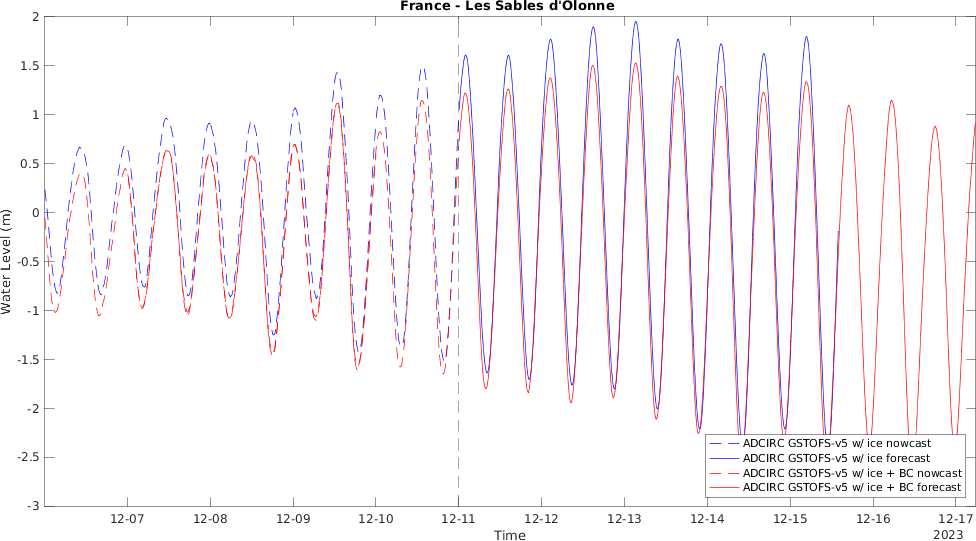 France - Les Sables d'Olonne
2
1.5
1
0.5
0
-0.5
-1
-1.5
-2
-2.5
-3
Water Level (m)
ADCIRC GSTOFS-v5 w/ ice nowcast
ADCIRC GSTOFS-v5 w/ ice forecast
ADCIRC GSTOFS-v5 w/ ice + BC nowcast
ADCIRC GSTOFS-v5 w/ ice + BC forecast
12-07 12-08 12-09 12-10 12-11 12-12 12-13 12-14 12-15 12-16 12-17
Time
2023